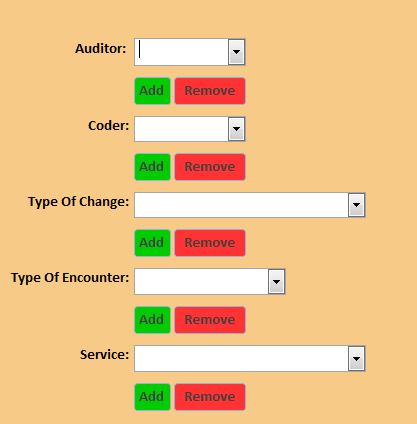 Auditor:
Add Remove
Coder:
Add Remove
Type Of Change:
Add Remove
Type Of Encounter:
Add Remove
Service:
Add Remove